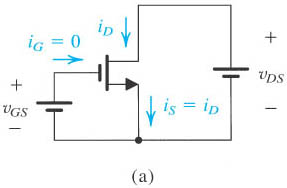 i_D
i_G = 0
+
v_DS
−
+
v_GS
−
i_S = i_D
(a)